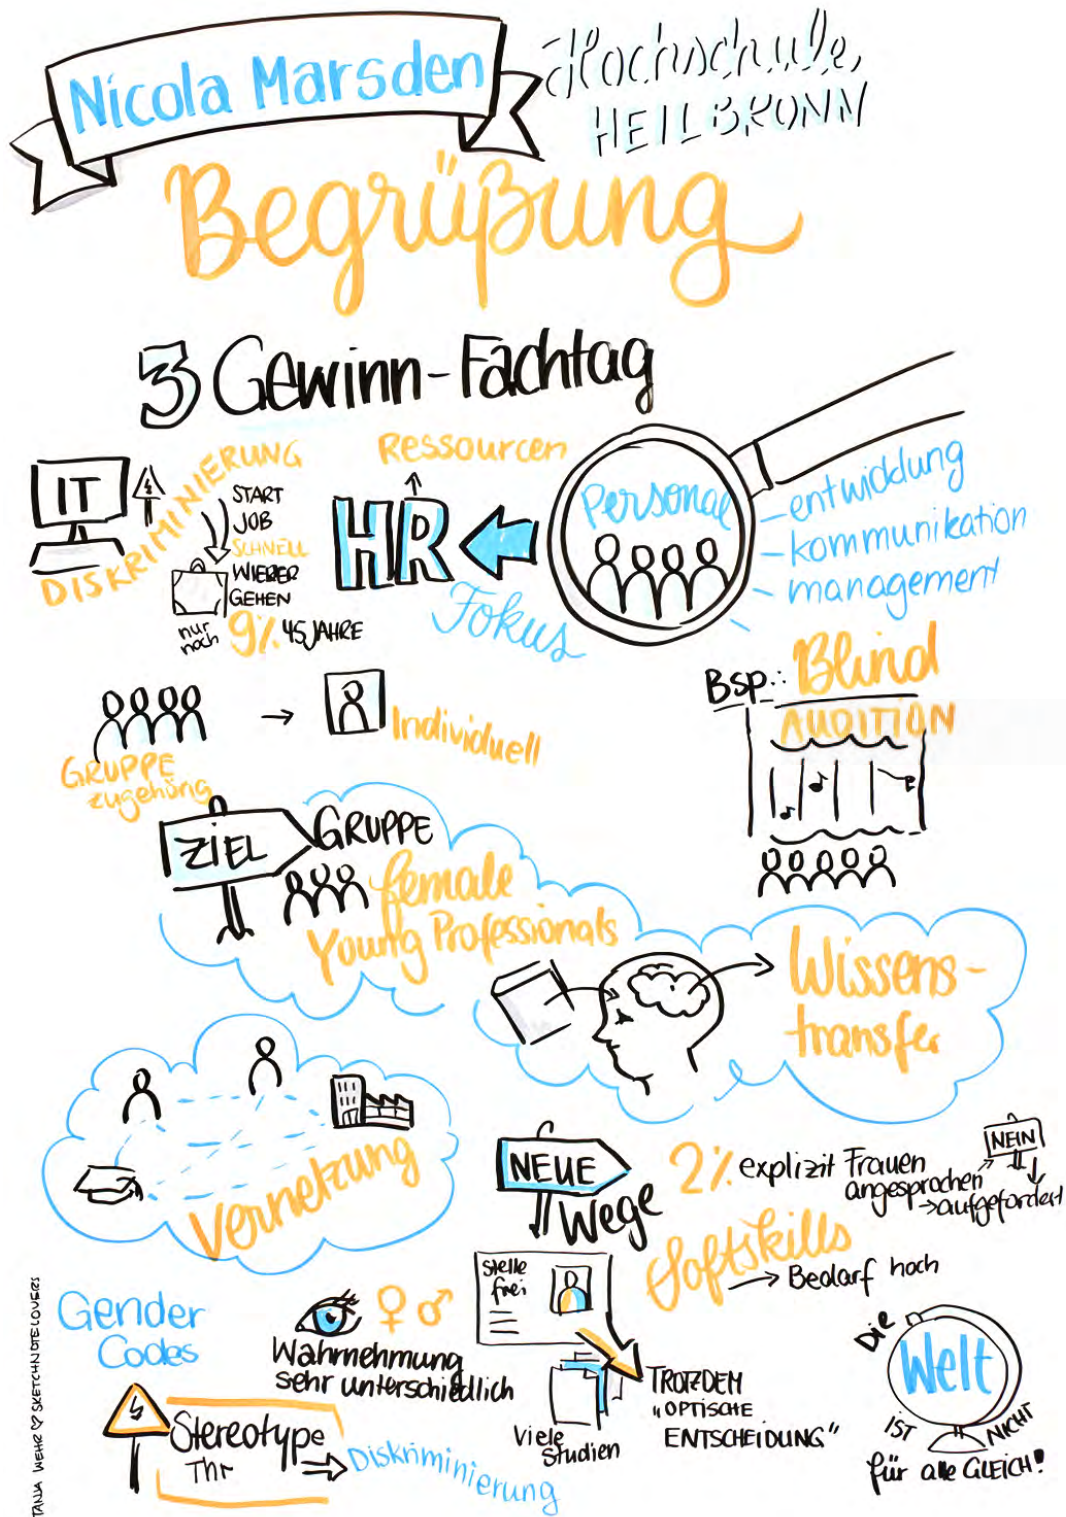 Nicola Marsden
Hochschule,
HEILBRONN
Begrüßung
3 Gewinn-Fachtag
IT
DISKRIMINIERUNG
START
JOB
SCHNELL
WIEDER
GEHEN
nur
noch
9% 45 JAHRE
Ressourcen
HR
Fokus
Personal
-entwicklung
-kommunikation
-management
Bsp.: Blind
AUDITION
GRUPPE
zugehörig
Individuell
ZIEL
GRUPPE
female
Young Professionals
Wissens-
transfer
Vernetzung
NEUE
Wege
2% explizit Frauen
angesprochen
→aufgefordert
NEIN
Softskills
→ Bedarf hoch
Gender
Codes
Wahrnehmung
sehr unterschiedlich
Stelle
frei
Viele
Studien
TROTZDEM
"OPTISCHE
ENTSCHEIDUNG"
Die
Welt
IST
NICHT
für alle GLEICH!
Stereotype
Thr
Diskriminierung
TANJA WEHR ♡ SKETCHNOTELOVERS